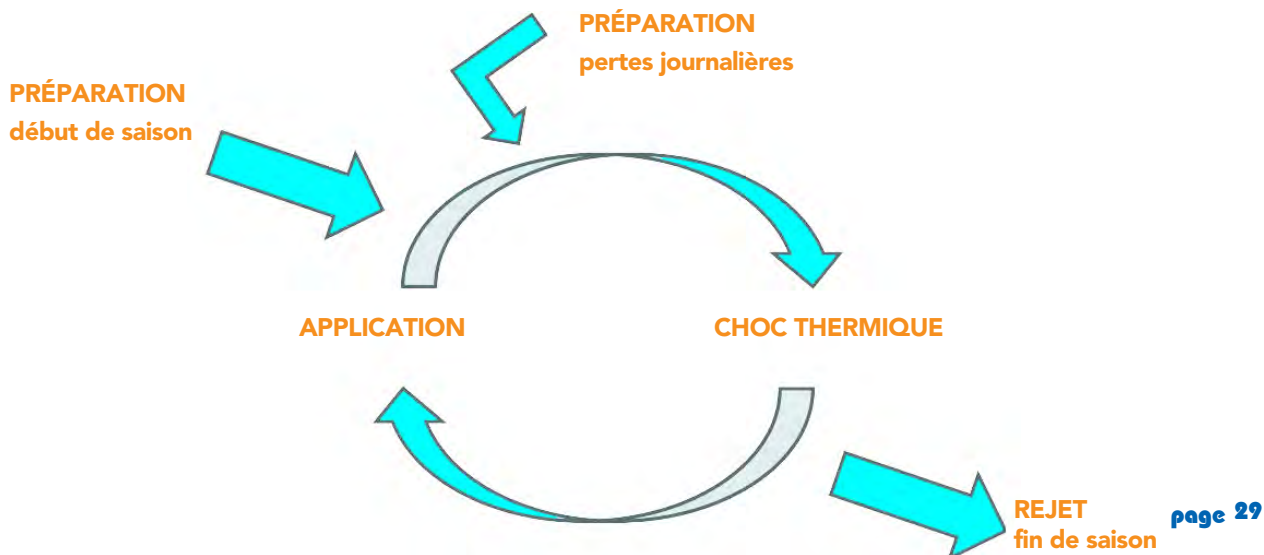 PRÉPARATION
pertes journalières
PRÉPARATION
début de saison
APPLICATION
CHOC THERMIQUE
REJET
fin de saison
page 29